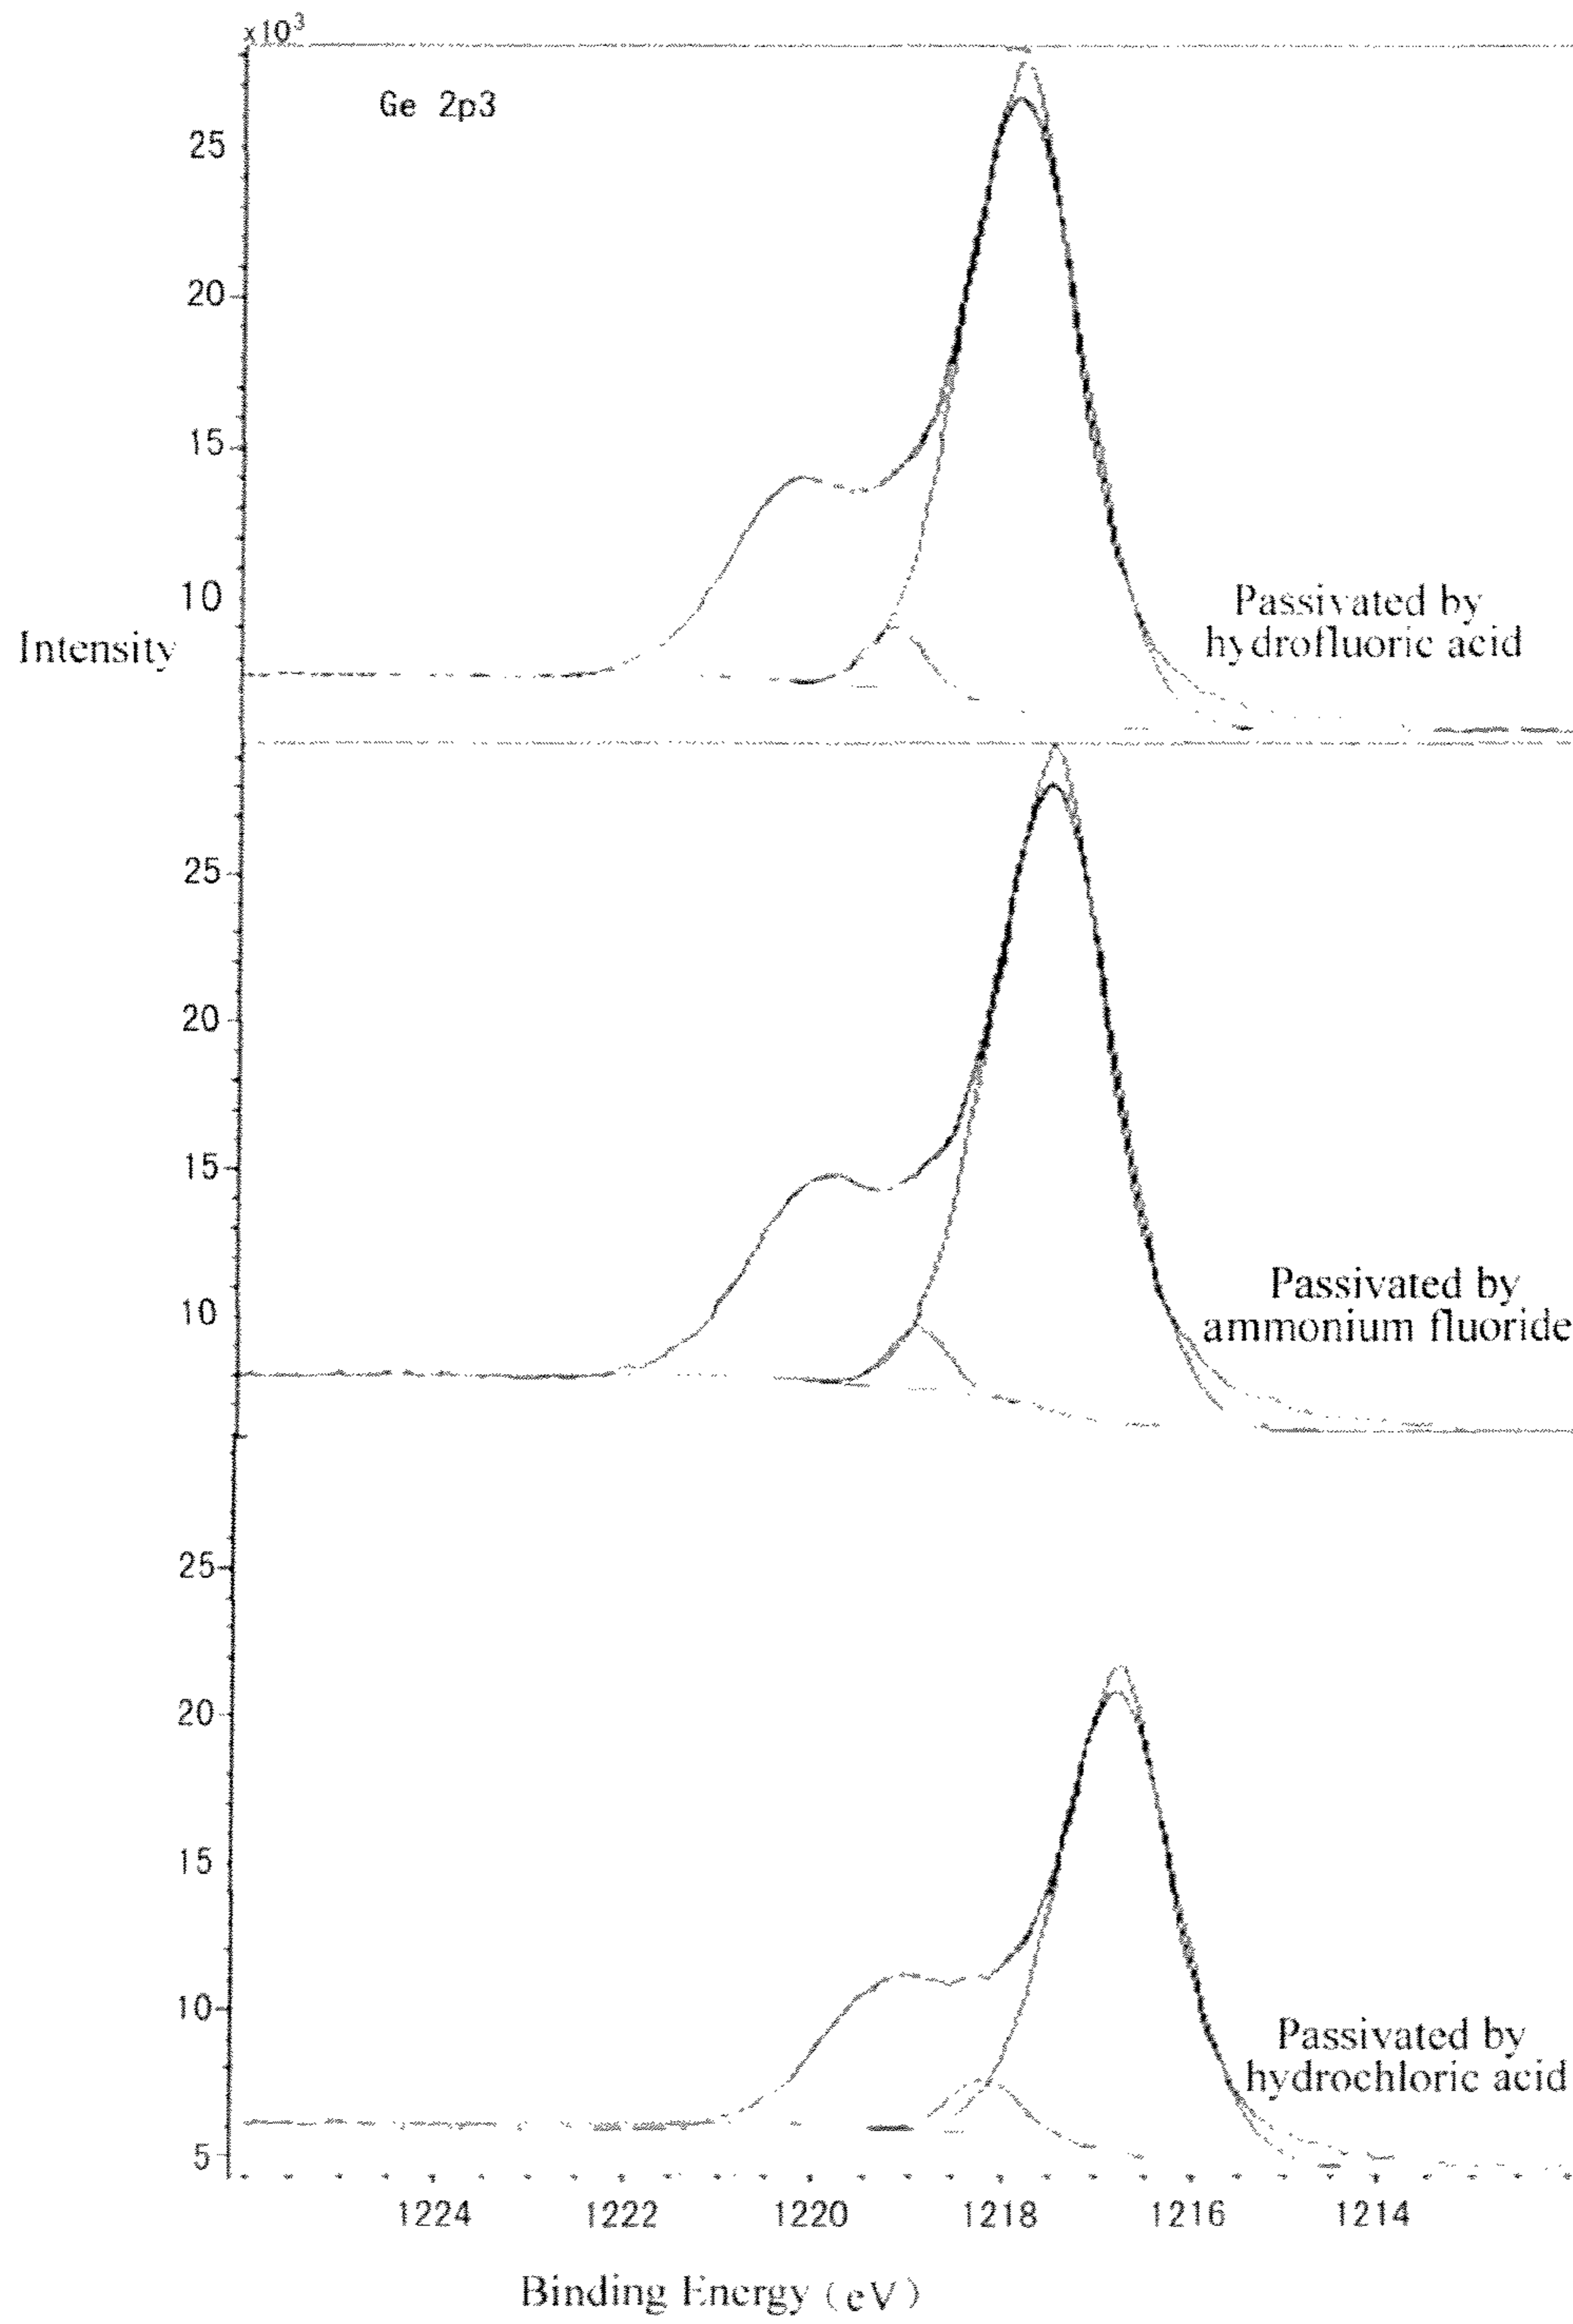 x10³
Ge 2p3
25
20
15
10
Intensity
Passivated by
hydrofluoric acid
25
20
15
10
Passivated by
ammonium fluoride
25
20
15
10
5
Passivated by
hydrochloric acid
1224 1222 1220 1218 1216 1214
Binding Energy (eV)